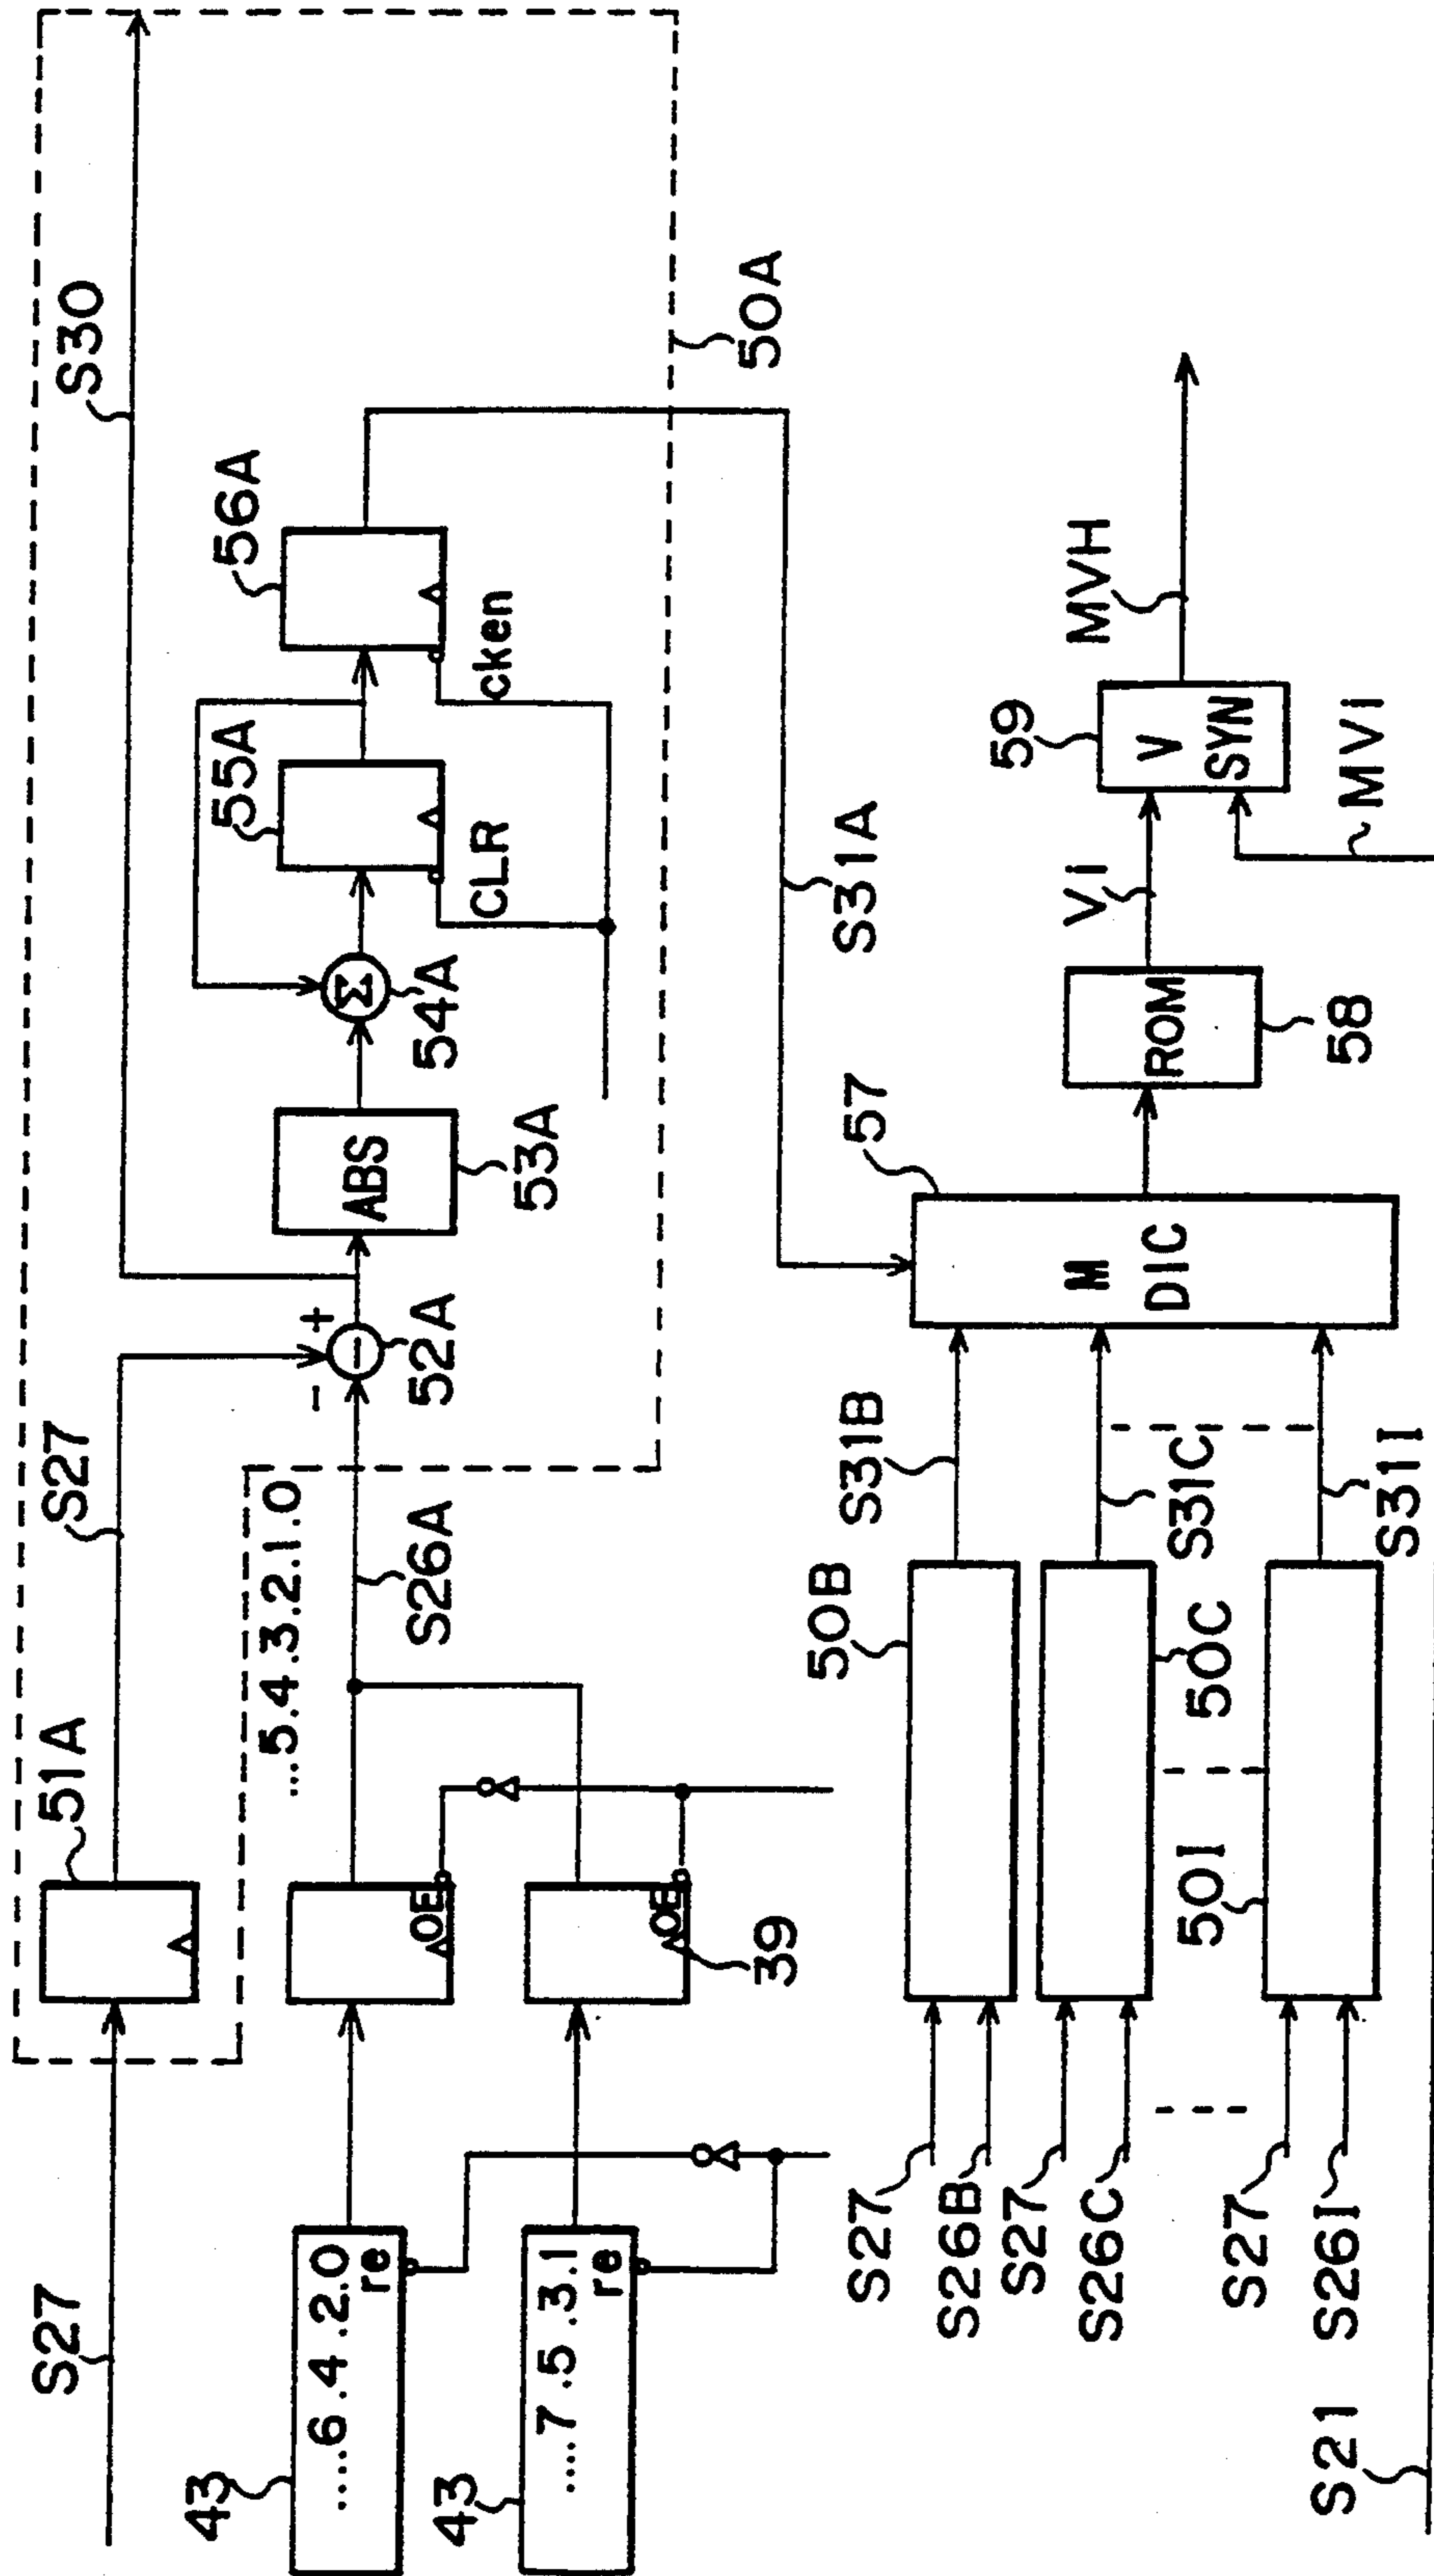 S27
51A
S27
S30
43
....6.4.2.0
re
OE
...5.4.3.2.1.0
S26A
-
+
52A
ABS
53A
Σ
54A
55A
CLR
56A
cken
50A
43
....7.5.3.1
re
OE
39
S31A
S27
S26B
50B
S31B
S27
S26C
50C
S31C
S27
S26I
50I
S31I
M
DIC
57
ROM
58
Vi
V
SYN
59
MVH
MVi
S21